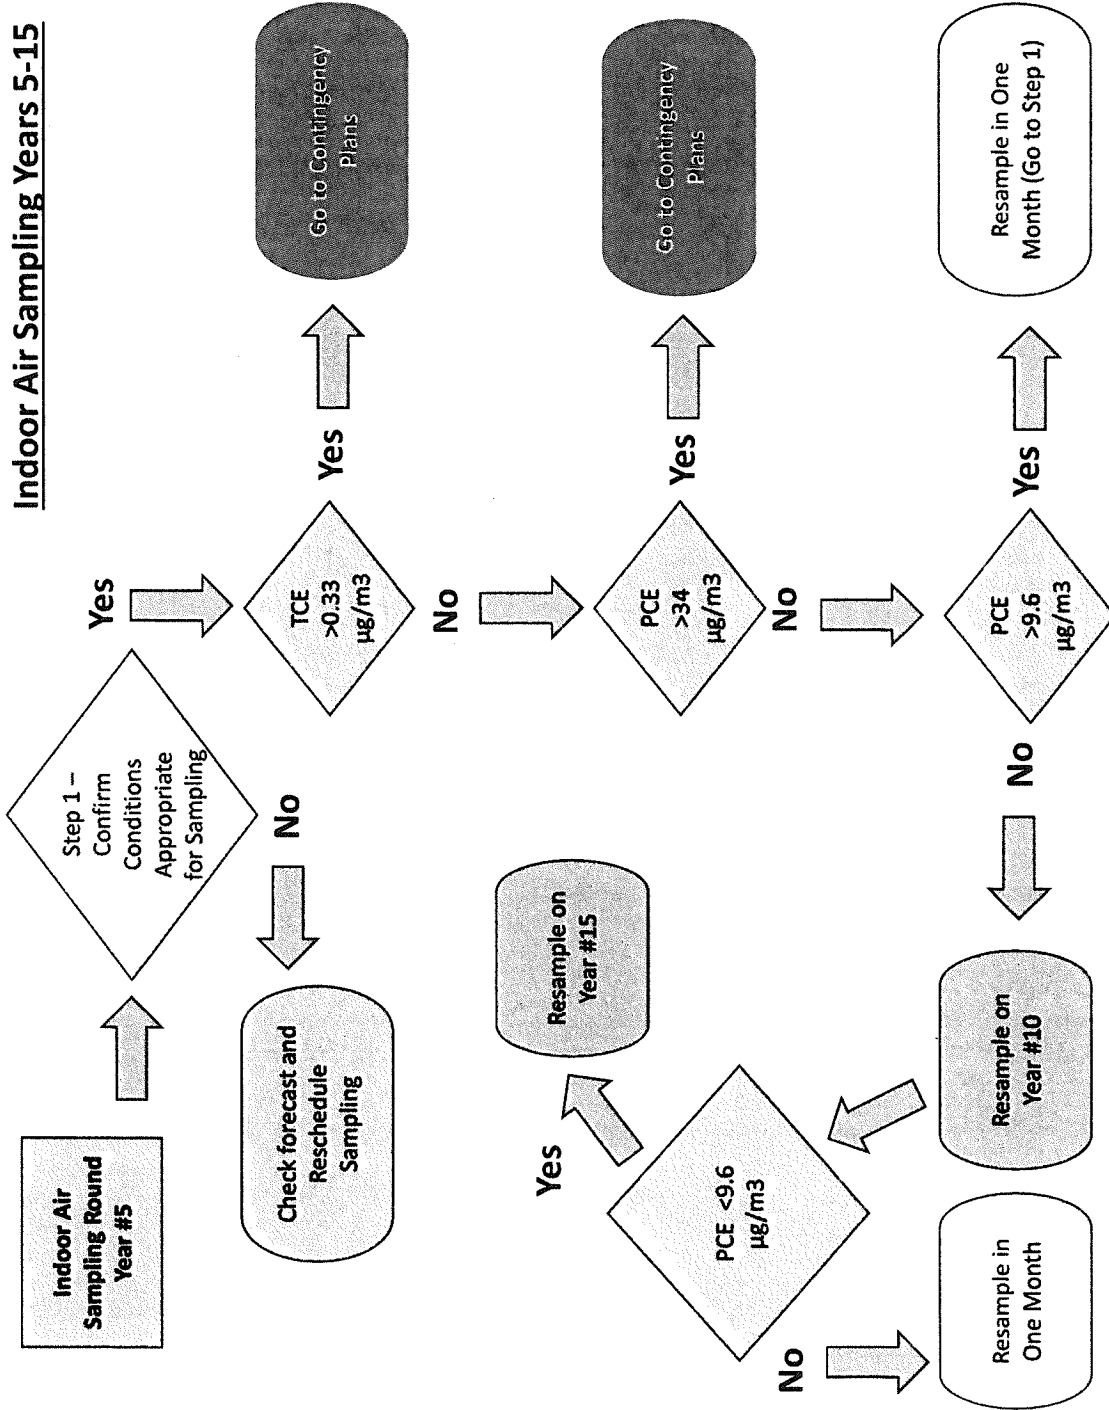 Indoor Air Sampling Years 5-15
Indoor Air
Sampling Round
Year #5
Step 1 –
Confirm
Conditions
Appropriate
for Sampling
Yes
No
Check forecast and
Reschedule
Sampling
TCE
>0.33
µg/m3
Yes
Go to Contingency
Plans
No
PCE
>34
µg/m3
Yes
Go to Contingency
Plans
No
PCE
>9.6
µg/m3
Yes
Resample in One
Month (Go to Step 1)
No
Resample on
Year #10
PCE <9.6
µg/m3
Yes
Resample on
Year #15
No
Resample in
One Month